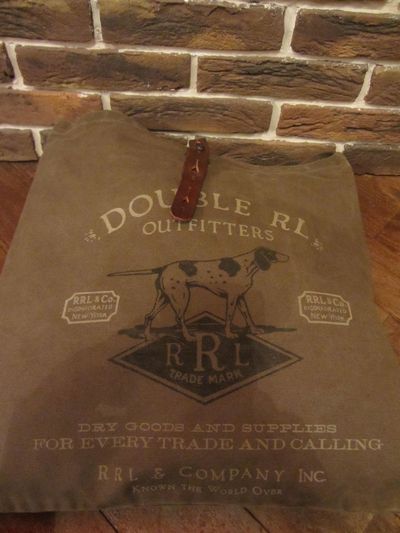 DOUBLE RL
OUTFITTERS
RRL & Co.
INCORPORATED
NEW-YORK
RRL & Co.
INCORPORATED
NEW-YORK
RRL
TRADE MARK
DRY GOODS AND SUPPLIES
FOR EVERY TRADE AND CALLING
RRL & COMPANY INC.
KNOWN THE WORLD OVER